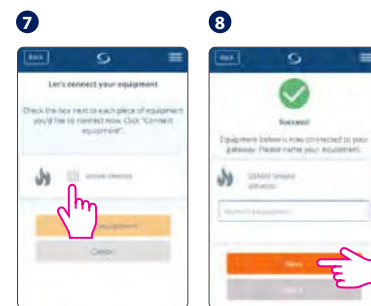 7
8
BACK
Let's connect your equipment
Check the box next to each piece of equipment
you'd like to connect now. Click "Connect
equipment".
equipment
Cancel
BACK
Success!
Equipment below is now connected to your
gateway. Please name your equipment.
Next